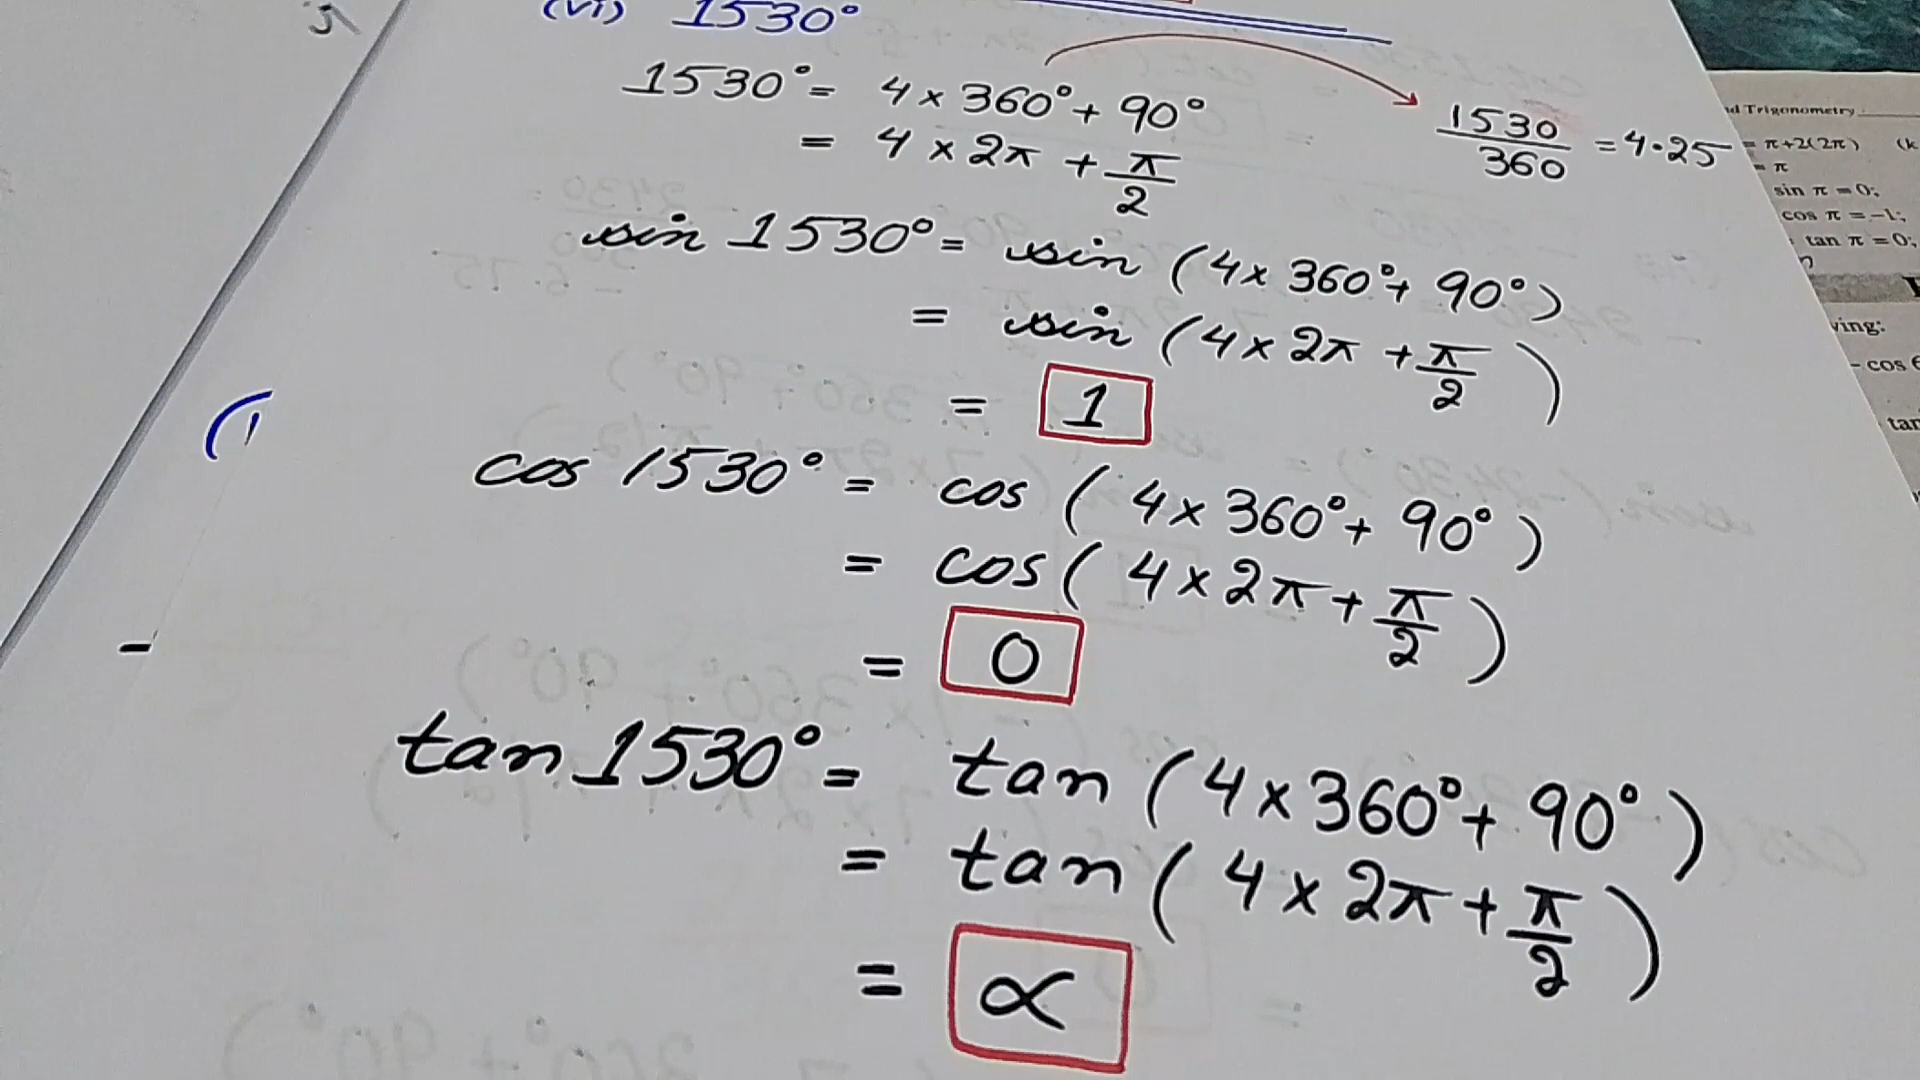 (vi) 1530°
1530° = 4 × 360° + 90°
= 4 × 2π + π/2
1530/360 = 4.25
sin 1530° = sin (4 × 360° + 90°)
= sin (4 × 2π + π/2)
= 1
cos 1530° = cos (4 × 360° + 90°)
= cos (4 × 2π + π/2)
= 0
tan 1530° = tan (4 × 360° + 90°)
= tan (4 × 2π + π/2)
= ∝
d Trigonometry
= π+2(2π) (k
= π
sin π = 0;
cos π = −1;
tan π = 0;
ving:
− cos θ
tan